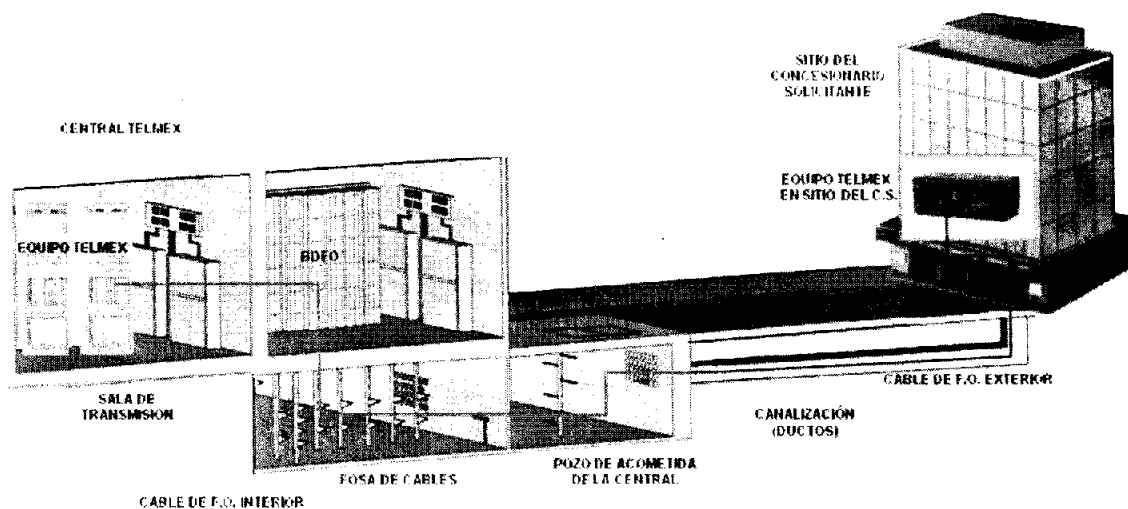 SITIO DEL
CONCESIONARIO
SOLICITANTE
CENTRAL TELMEX
EQUIPO TELMEX
EN SITIO DEL C.S.
EQUIPO TELMEX
BDFO
SALA DE
TRANSMISION
CABLE DE F.O. EXTERIOR
CANALIZACIÓN
(DUCTOS)
POZO DE ACOMETIDA
DE LA CENTRAL
FOSA DE CABLES
CABLE DE F.O. INTERIOR